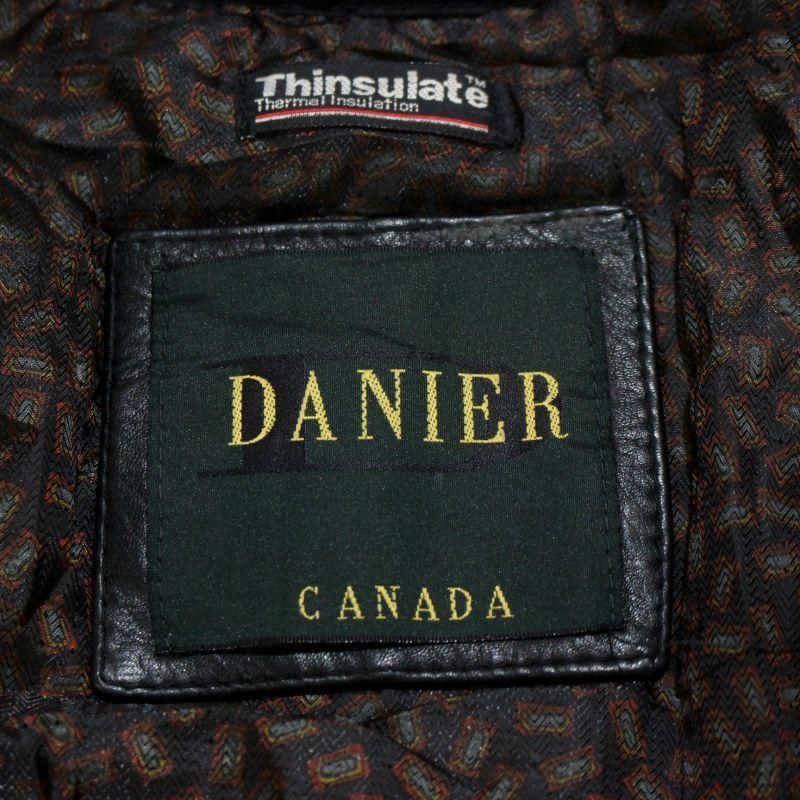 Thinsulate™
Thermal Insulation
DANIER
CANADA